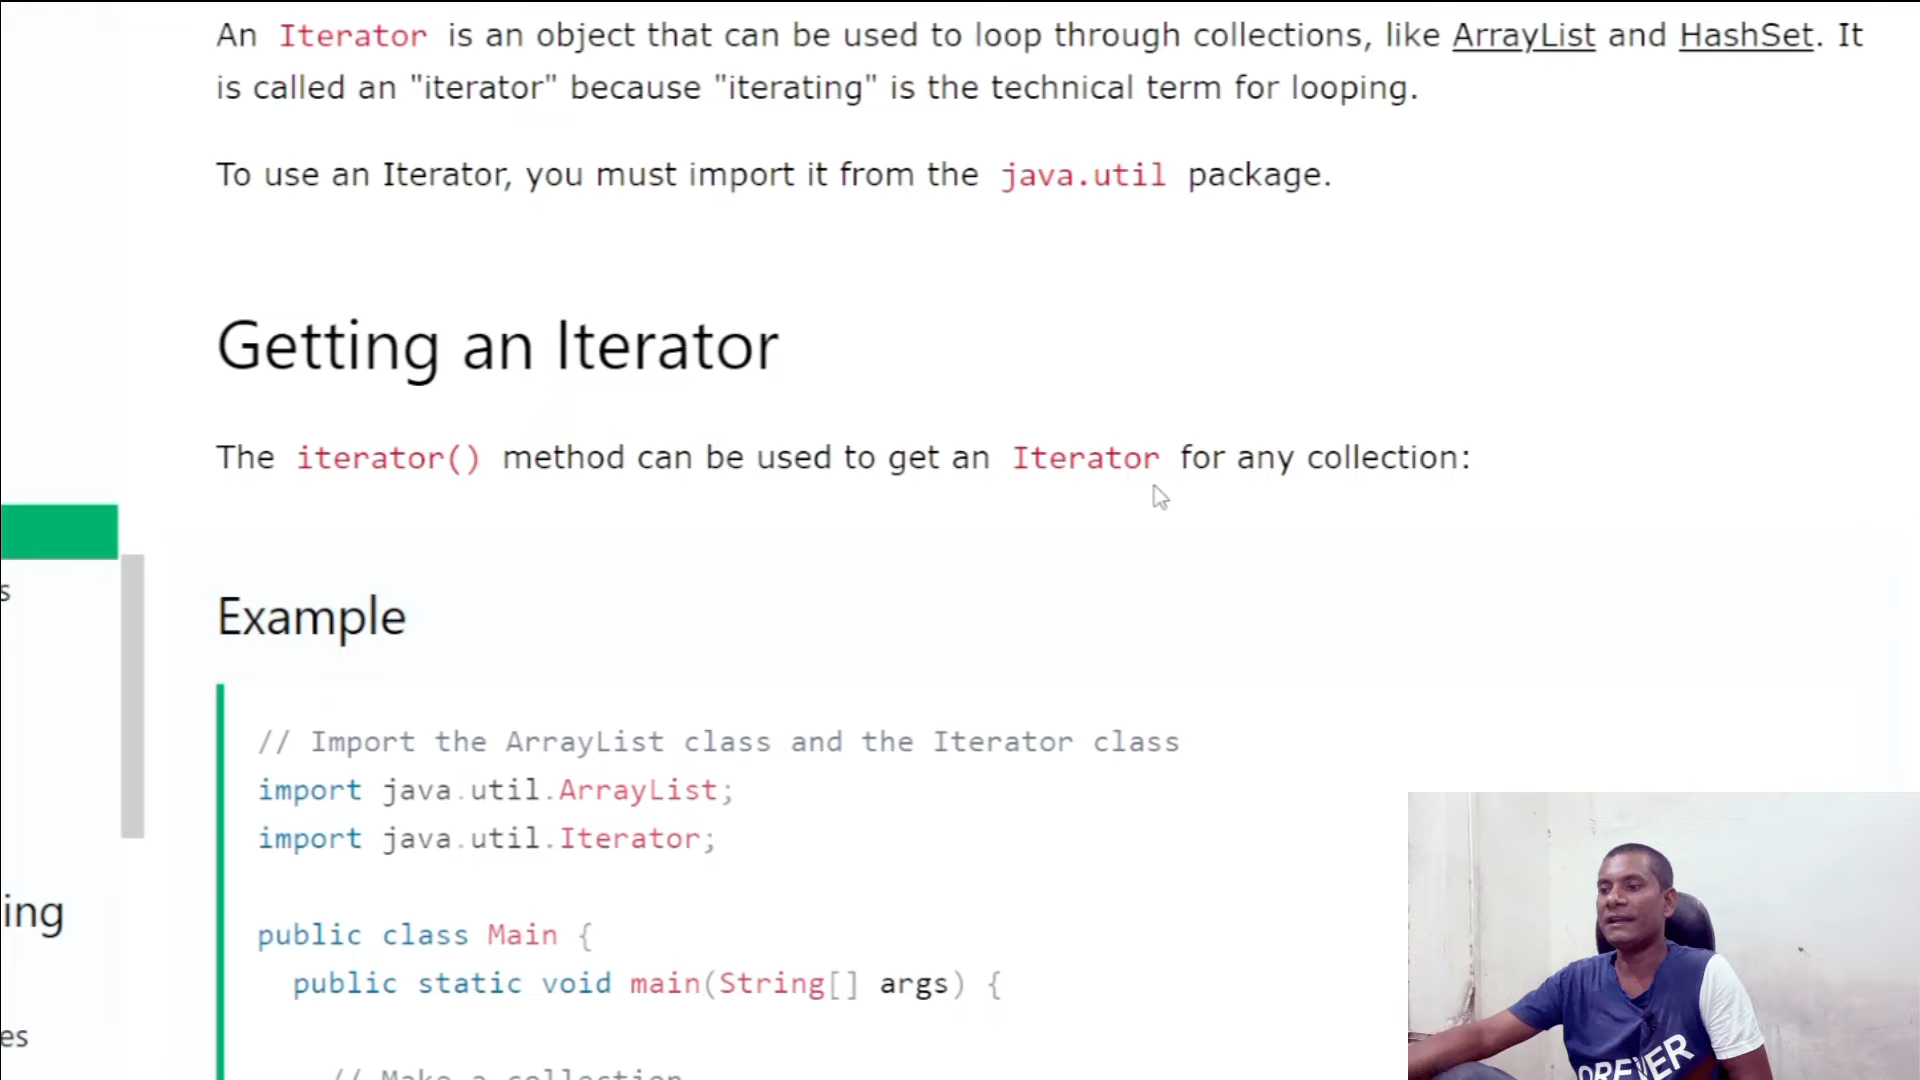 An Iterator is an object that can be used to loop through collections, like ArrayList and HashSet. It
is called an "iterator" because "iterating" is the technical term for looping.
To use an Iterator, you must import it from the java.util package.
Getting an Iterator
The iterator() method can be used to get an Iterator for any collection:
s
Example
// Import the ArrayList class and the Iterator class
import java.util.ArrayList;
import java.util.Iterator;
ing
public class Main {
public static void main(String[] args) {
es
// Make a collection
OREVER